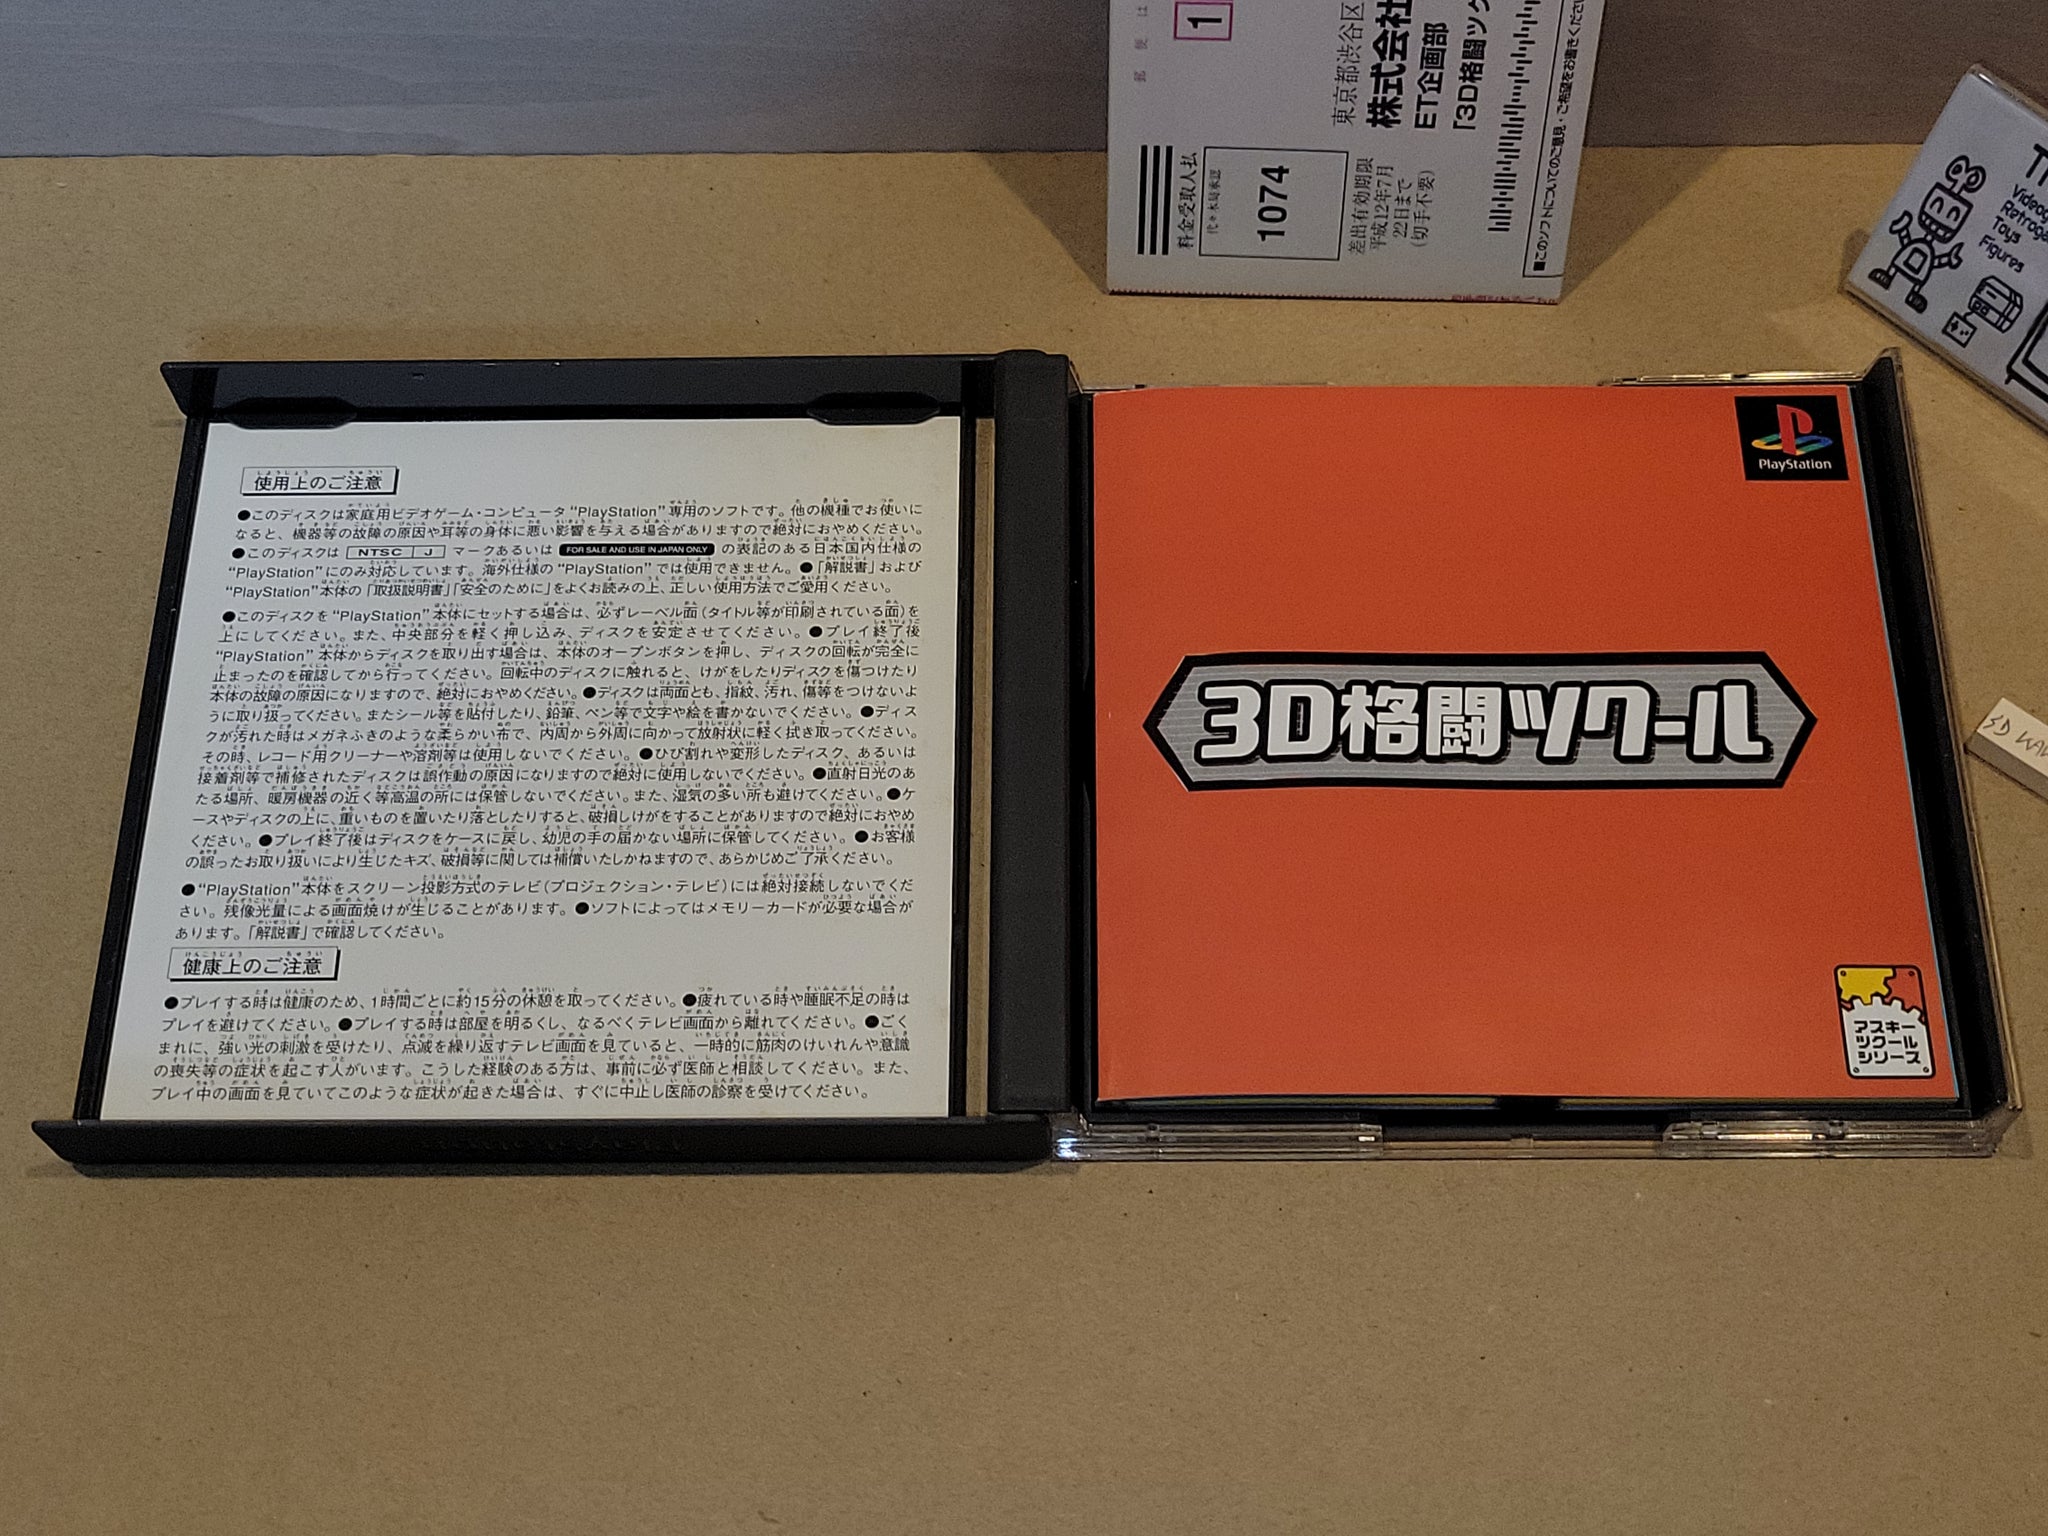 使用上のご注意
●このディスクは家庭用ビデオゲーム・コンピュータ“PlayStation”専用のソフトです。他の機種でお使いに
なると、機器等の故障の原因や耳等の身体に悪い影響を与える場合がありますので絶対におやめください。
●このディスクは NTSC J マークあるいは FOR SALE AND USE IN JAPAN ONLY の表記のある日本国内仕様の
“PlayStation”にのみ対応しています。海外仕様の“PlayStation”では使用できません。●「解説書」および
“PlayStation”本体の「取扱説明書」「安全のために」をよくお読みの上、正しい使用方法でご愛用ください。
●このディスクを“PlayStation”本体にセットする場合は、必ずレーベル面(タイトル等が印刷されている面)を
上にしてください。また、中央部分を軽く押し込み、ディスクを安定させてください。●プレイ終了後
“PlayStation”本体からディスクを取り出す場合は、本体のオープンボタンを押し、ディスクの回転が完全に
止まったのを確認してから行ってください。回転中のディスクに触れると、けがをしたりディスクを傷つけたり
本体の故障の原因になりますので、絶対におやめください。●ディスクは両面とも、指紋、汚れ、傷等をつけないよ
うに取り扱ってください。またシール等を貼付したり、鉛筆、ペン等で文字や絵を書かないでください。●ディス
クが汚れた時はメガネふきのような柔らかい布で、内周から外周に向かって放射状に軽く拭き取ってください。
その時、レコード用クリーナーや溶剤等は使用しないでください。●ひび割れや変形したディスク、あるいは
接着剤等で補修されたディスクは誤作動の原因になりますので絶対に使用しないでください。●直射日光のあ
たる場所、暖房機器の近く等高温の所には保管しないでください。また、湿気の多い所も避けてください。●ケ
ースやディスクの上に、重いものを置いたり落としたりすると、破損しけがをすることがありますので絶対におやめ
ください。●プレイ終了後はディスクをケースに戻し、幼児の手の届かない場所に保管してください。●お客様
の誤ったお取り扱いにより生じたキズ、破損等に関しては補償いたしかねますので、あらかじめご了承ください。
●“PlayStation”本体をスクリーン投影方式のテレビ(プロジェクション・テレビ)には絶対接続しないでくだ
さい。残像光量による画面焼けが生じることがあります。●ソフトによってはメモリーカードが必要な場合が
あります。「解説書」で確認してください。
健康上のご注意
●プレイする時は健康のため、1時間ごとに約15分の休憩を取ってください。●疲れている時や睡眠不足の時は
プレイを避けてください。●プレイする時は部屋を明るくし、なるべくテレビ画面から離れてください。●ごく
まれに、強い光の刺激を受けたり、点滅を繰り返すテレビ画面を見ていると、一時的に筋肉のけいれんや意識
の喪失等の症状を起こす人がいます。こうした経験のある方は、事前に必ず医師と相談してください。また、
プレイ中の画面を見ていてこのような症状が起きた場合は、すぐに中止し医師の診察を受けてください。
PlayStation
3D格闘ツクール
アスキー
ツクール
シリーズ
郵便は
1
東京都渋谷区
株式会社
ET企画部
「3D格闘ツク
料金受取人払
代々木局承認
1074
差出有効期限
平成12年7月
22日まで
(切手不要)
■このソフトについてのご意見・ご希望をお書きくださ
Retroga
Toys
Figures
3D